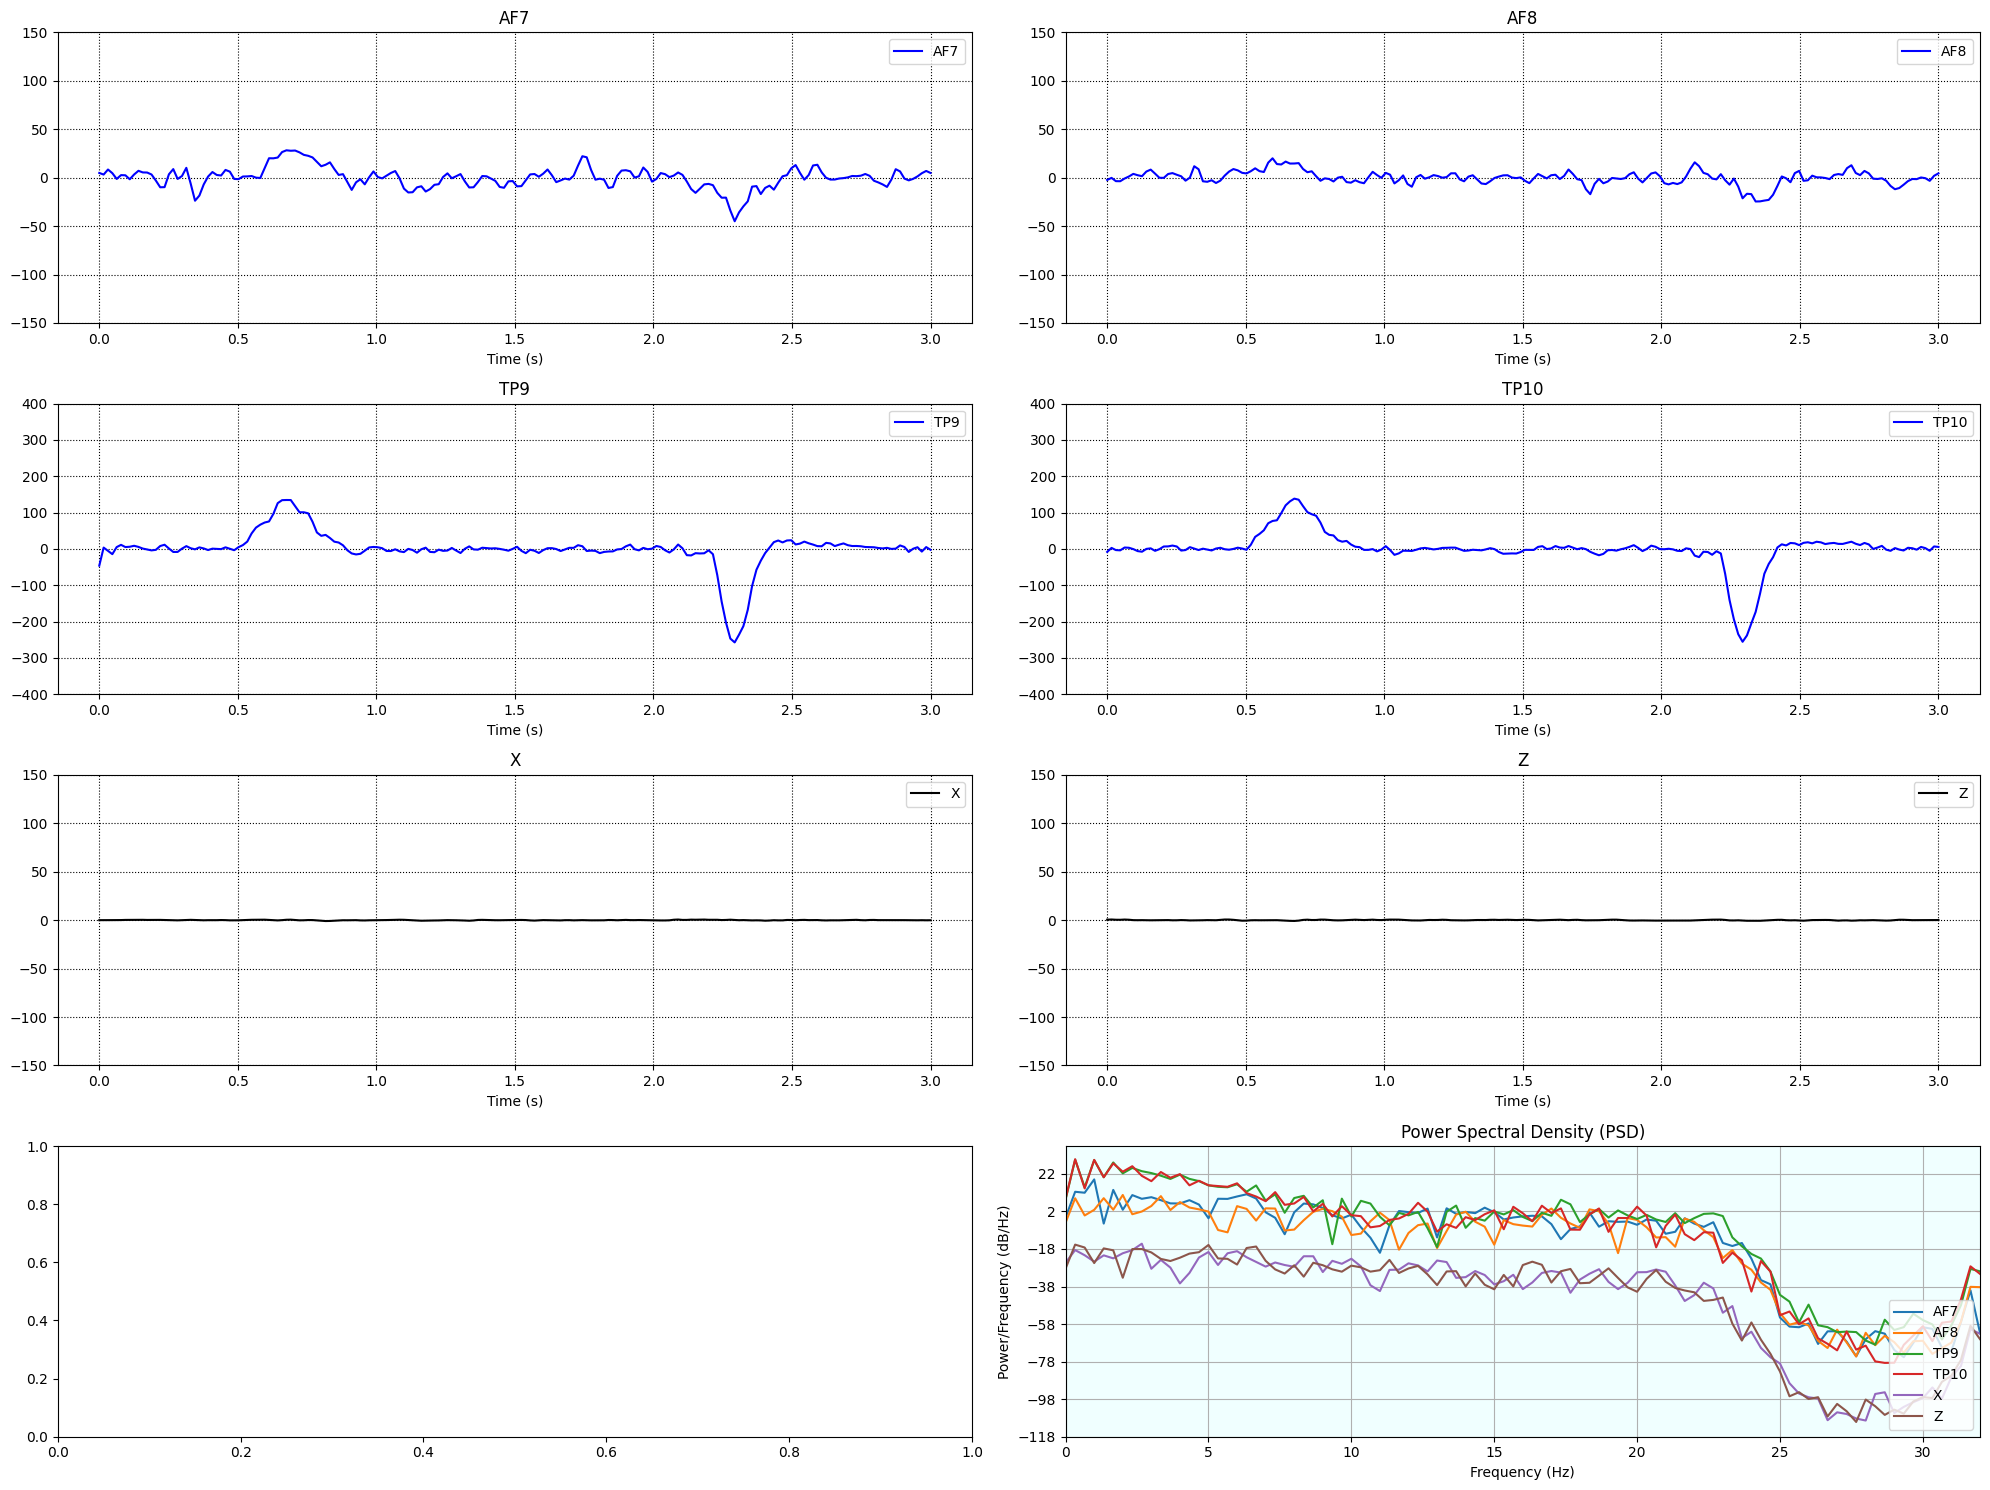 AF7
150
100
50
0
−50
−100
−150
0.0 0.5 1.0 1.5 2.0 2.5 3.0
Time (s)
AF7
AF8
150
100
50
0
−50
−100
−150
0.0 0.5 1.0 1.5 2.0 2.5 3.0
Time (s)
AF8
TP9
400
300
200
100
0
−100
−200
−300
−400
0.0 0.5 1.0 1.5 2.0 2.5 3.0
Time (s)
TP9
TP10
400
300
200
100
0
−100
−200
−300
−400
0.0 0.5 1.0 1.5 2.0 2.5 3.0
Time (s)
TP10
X
150
100
50
0
−50
−100
−150
0.0 0.5 1.0 1.5 2.0 2.5 3.0
Time (s)
X
Z
150
100
50
0
−50
−100
−150
0.0 0.5 1.0 1.5 2.0 2.5 3.0
Time (s)
Z
1.0
0.8
0.6
0.4
0.2
0.0
0.0 0.2 0.4 0.6 0.8 1.0
Power Spectral Density (PSD)
Power/Frequency (dB/Hz)
22
2
−18
−38
−58
−78
−98
−118
0 5 10 15 20 25 30
Frequency (Hz)
AF7
AF8
TP9
TP10
X
Z